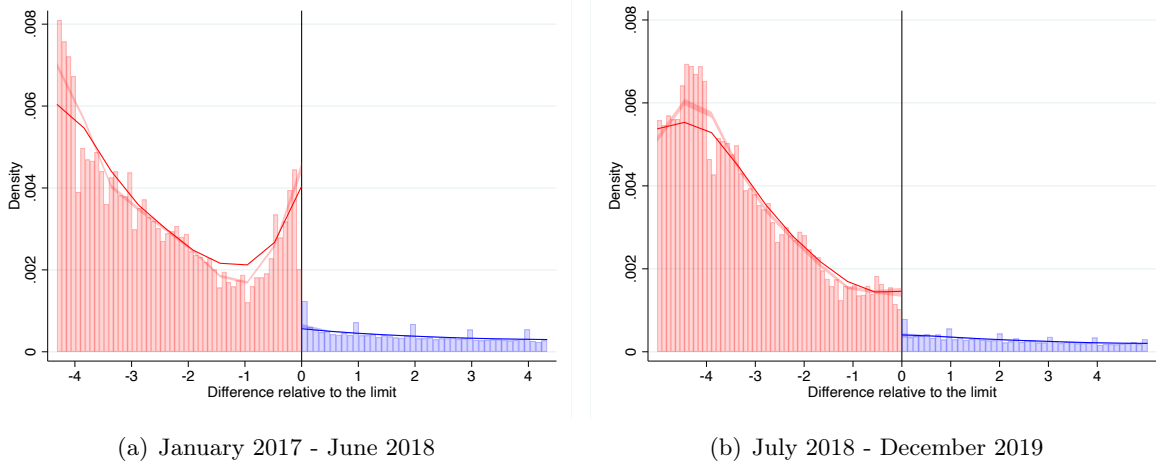 .008
.006
.004
.002
0
Density
-4 -3 -2 -1 0 1 2 3 4
Difference relative to the limit
(a) January 2017 - June 2018
.008
.006
.004
.002
0
Density
-4 -3 -2 -1 0 1 2 3 4
Difference relative to the limit
(b) July 2018 - December 2019